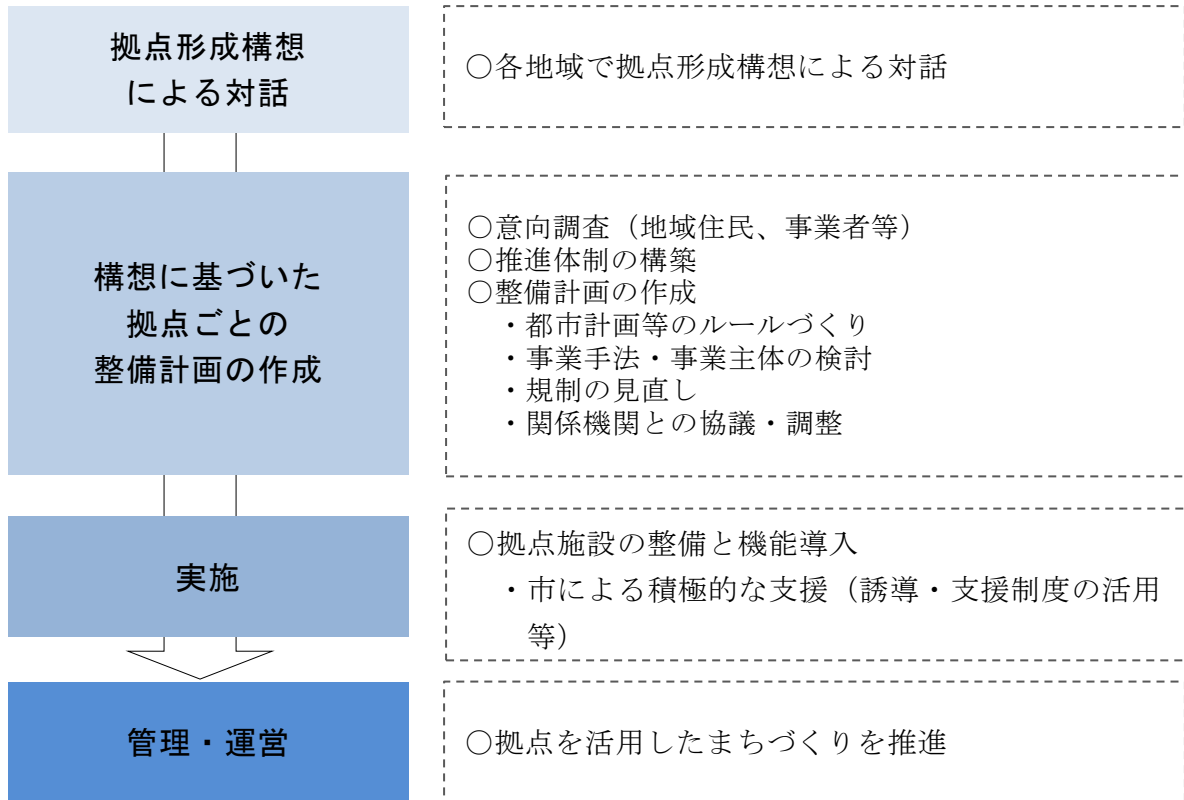 拠点形成構想
による対話
○各地域で拠点形成構想による対話
構想に基づいた
拠点ごとの
整備計画の作成
○意向調査（地域住民、事業者等）
○推進体制の構築
○整備計画の作成
・都市計画等のルールづくり
・事業手法・事業主体の検討
・規制の見直し
・関係機関との協議・調整
実施
○拠点施設の整備と機能導入
・市による積極的な支援（誘導・支援制度の活用
等）
管理・運営
○拠点を活用したまちづくりを推進